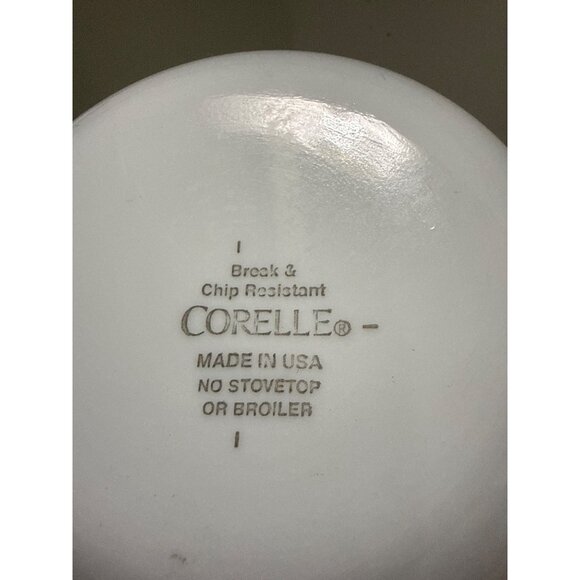 Break &
Chip Resistant
CORELLE® -
MADE IN USA
NO STOVETOP
OR BROILER